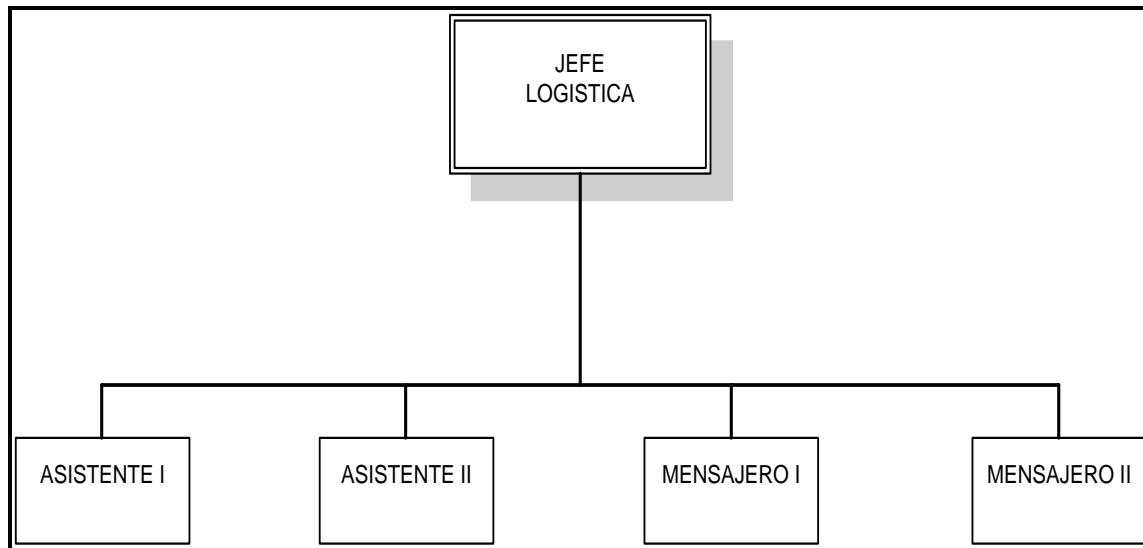 JEFE
LOGISTICA
ASISTENTE I
ASISTENTE II
MENSAJERO I
MENSAJERO II